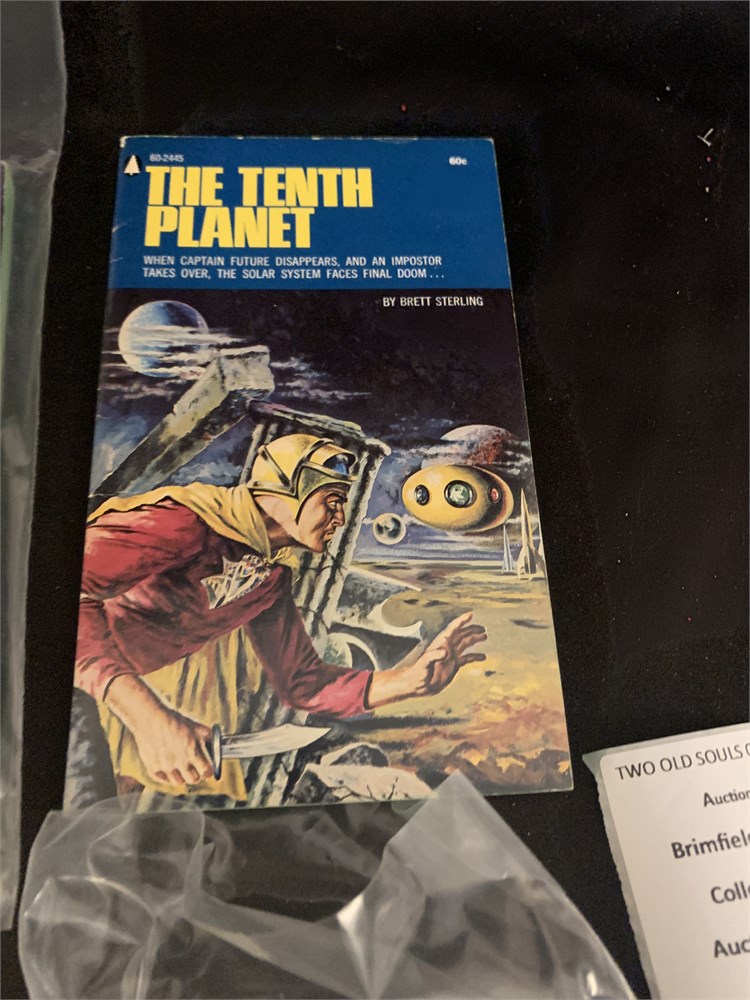 60-2445
60¢
THE TENTH
PLANET
WHEN CAPTAIN FUTURE DISAPPEARS, AND AN IMPOSTOR
TAKES OVER, THE SOLAR SYSTEM FACES FINAL DOOM...
BY BRETT STERLING
TWO OLD SOULS
Auction
Brimfiel
Coll
Auc